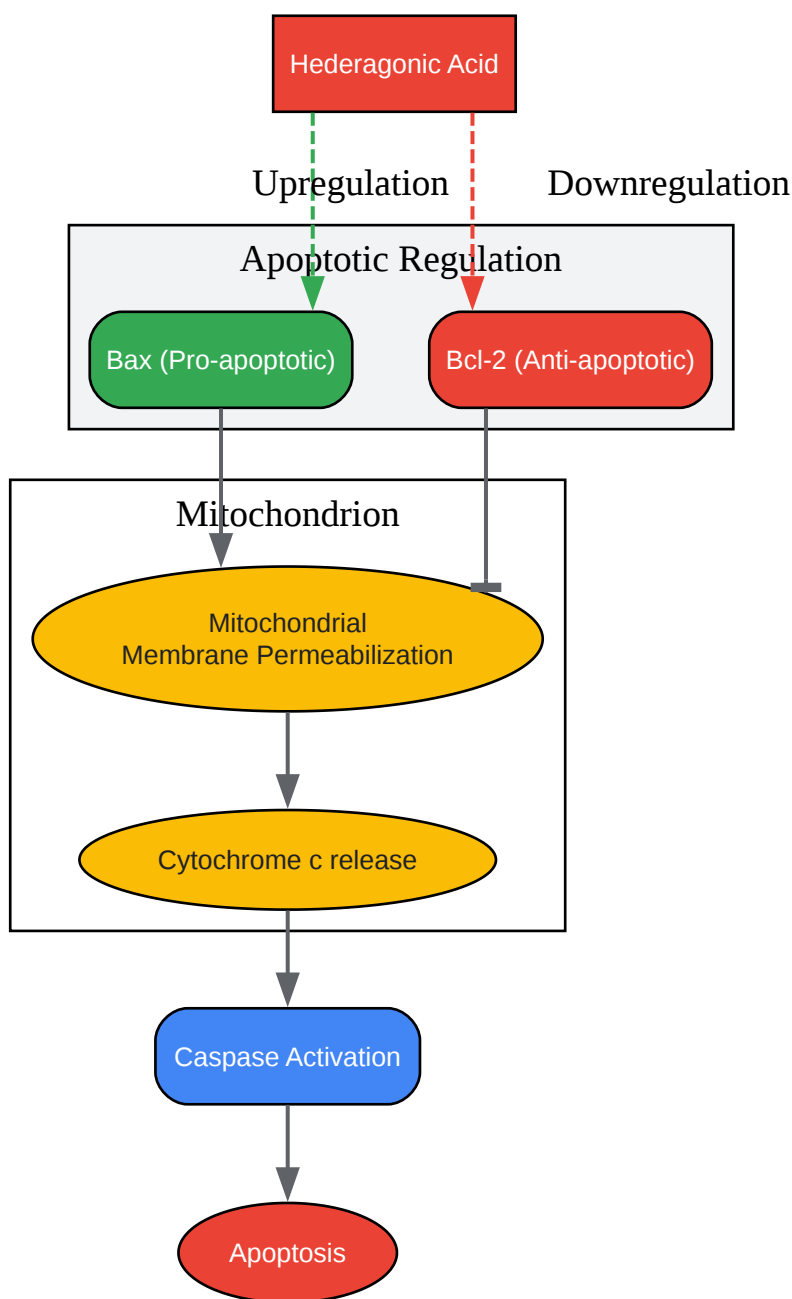 Hederagonic Acid
Upregulation
Downregulation
Apoptotic Regulation
Bax (Pro-apoptotic)
Bcl-2 (Anti-apoptotic)
Mitochondrion
Mitochondrial
Membrane Permeabilization
Cytochrome c release
Caspase Activation
Apoptosis